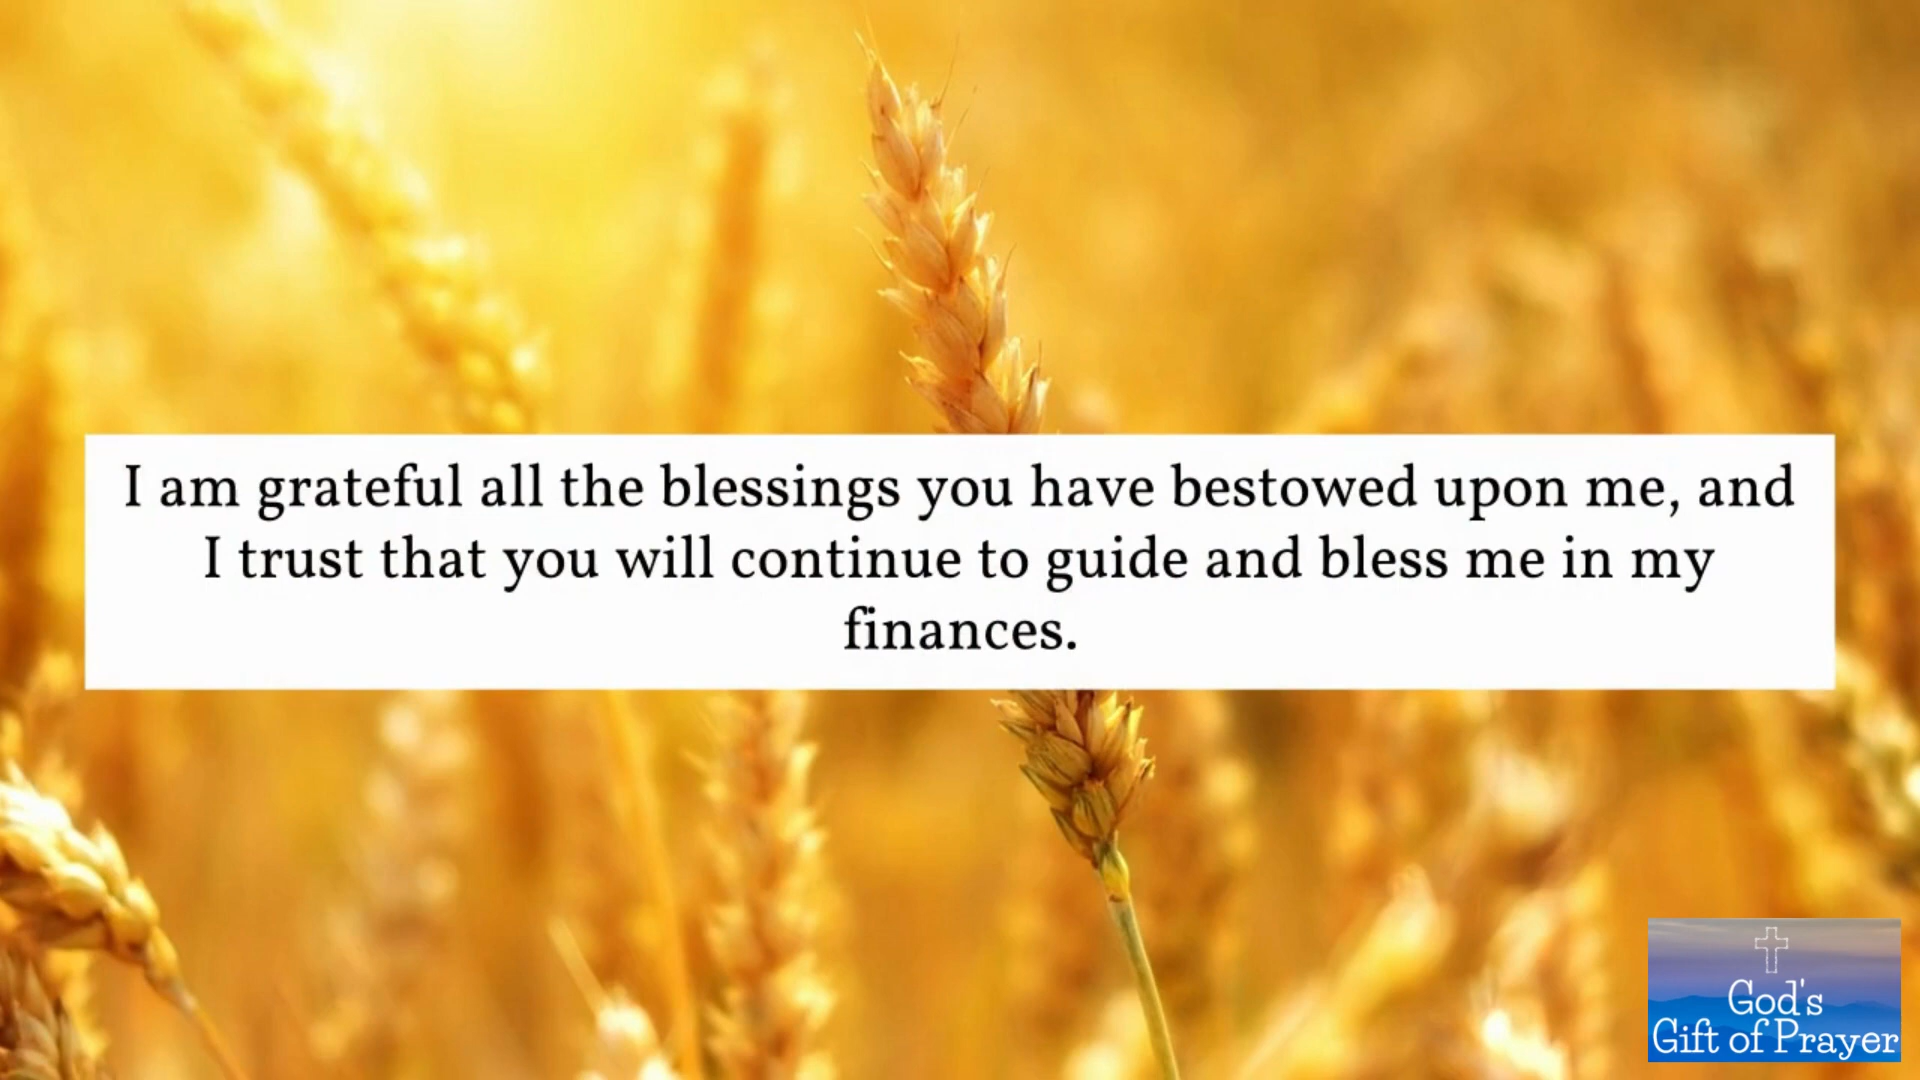 I am grateful all the blessings you have bestowed upon me, and
I trust that you will continue to guide and bless me in my
finances.
God's
Gift of Prayer